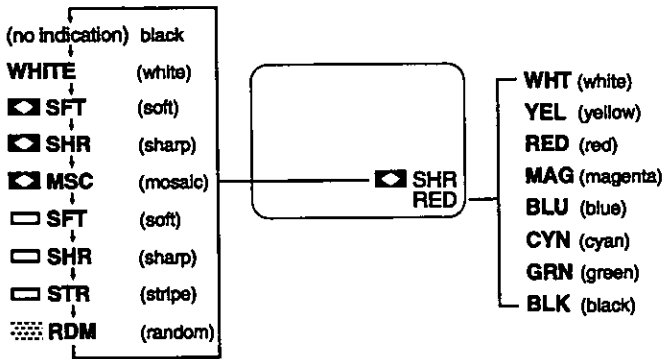 (no indication) black
WHITE (white)
SFT (soft)
SHR (sharp)
MSC (mosaic)
SFT (soft)
SHR (sharp)
STR (stripe)
RDM (random)
SHR
RED
WHT (white)
YEL (yellow)
RED (red)
MAG (magenta)
BLU (blue)
CYN (cyan)
GRN (green)
BLK (black)